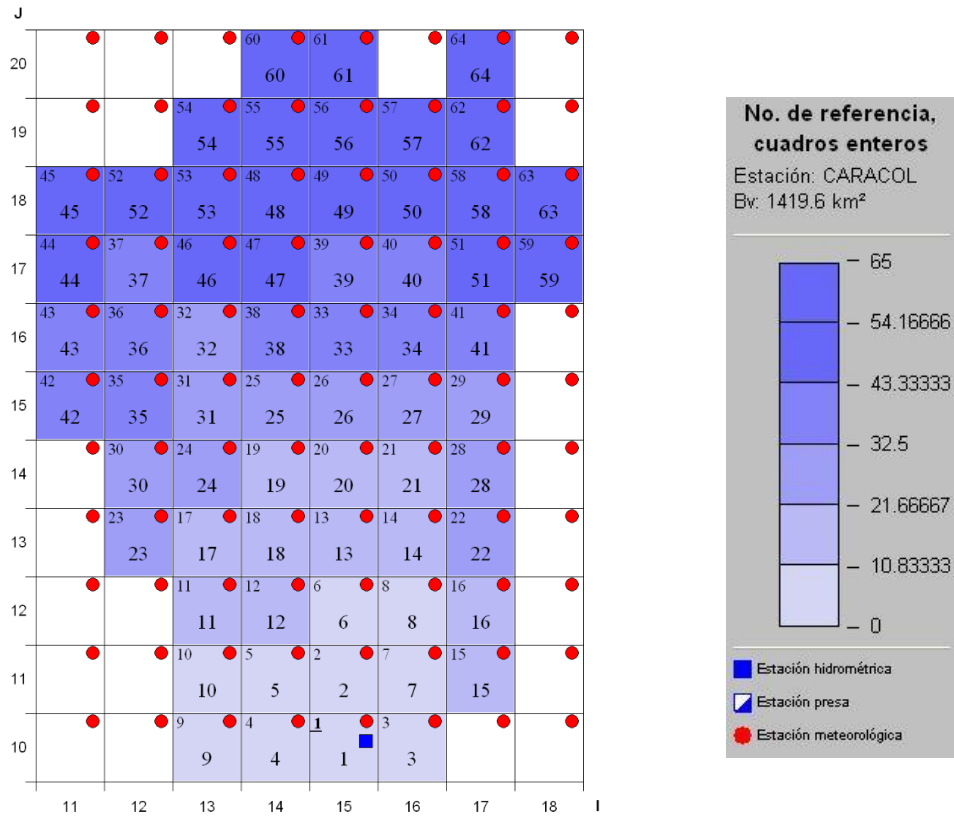 J
60 61 64
20 60 61 64
54 55 56 57 62
19 54 55 56 57 62
45 52 53 48 49 50 58 63
18 45 52 53 48 49 50 58 63
44 37 46 47 39 40 51 59
17 44 37 46 47 39 40 51 59
43 36 32 38 33 34 41
16 43 36 32 38 33 34 41
42 35 31 25 26 27 29
15 42 35 31 25 26 27 29
30 24 19 20 21 28
14 30 24 19 20 21 28
23 17 18 13 14 22
13 23 17 18 13 14 22
11 12 6 8 16
12 11 12 6 8 16
10 5 2 7 15
11 10 5 2 7 15
9 4 1 3
10 9 4 1 3
11 12 13 14 15 16 17 18 I
No. de referencia,
cuadros enteros
Estación: CARACOL
Bv: 1419.6 km²
65
54.16666
43.33333
32.5
21.66667
10.83333
0
Estación hidrométrica
Estación presa
Estación meteorológica